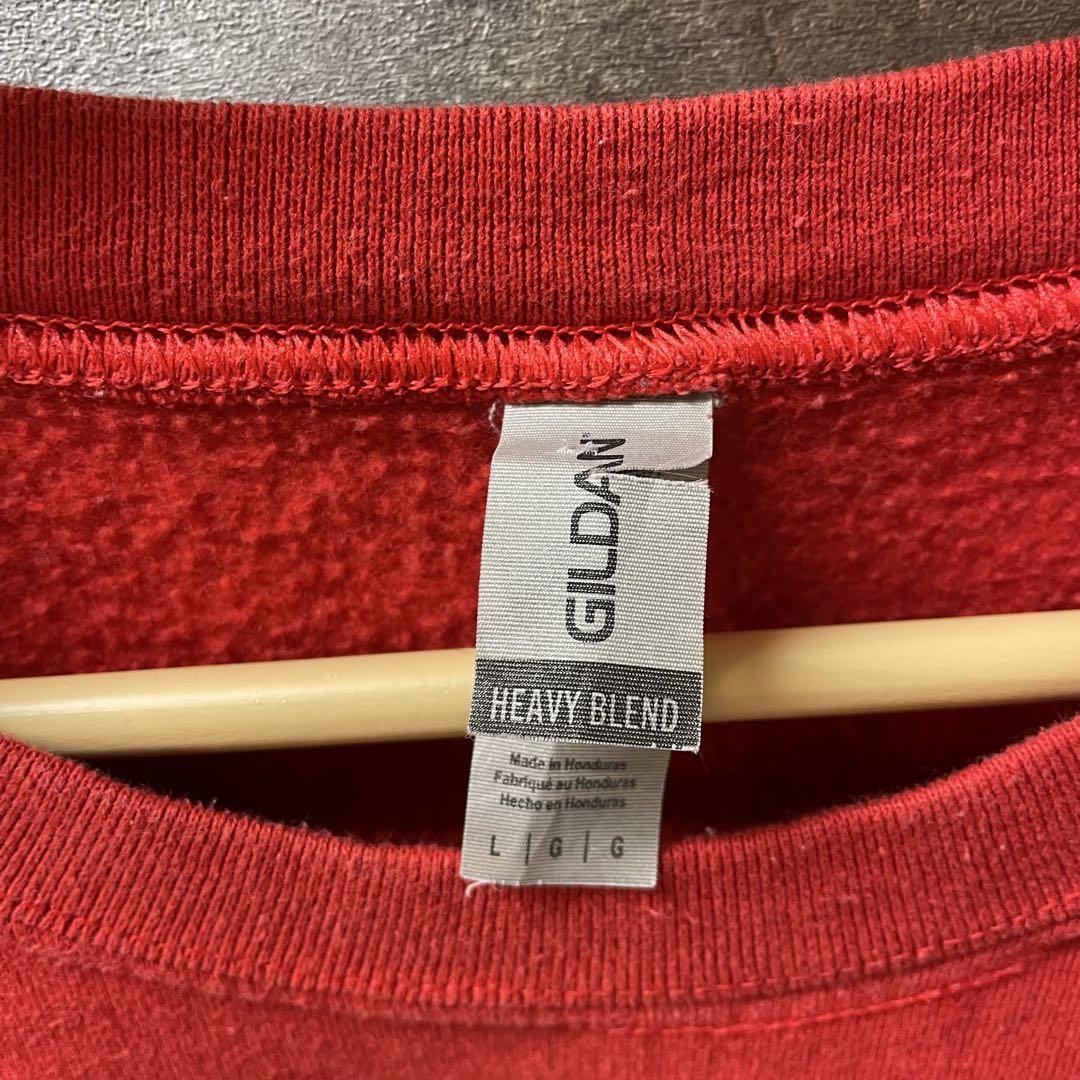 GILDAN
HEAVY BLEND
Made in Honduras
Fabriqué au Honduras
Hecho en Honduras
L | G | G